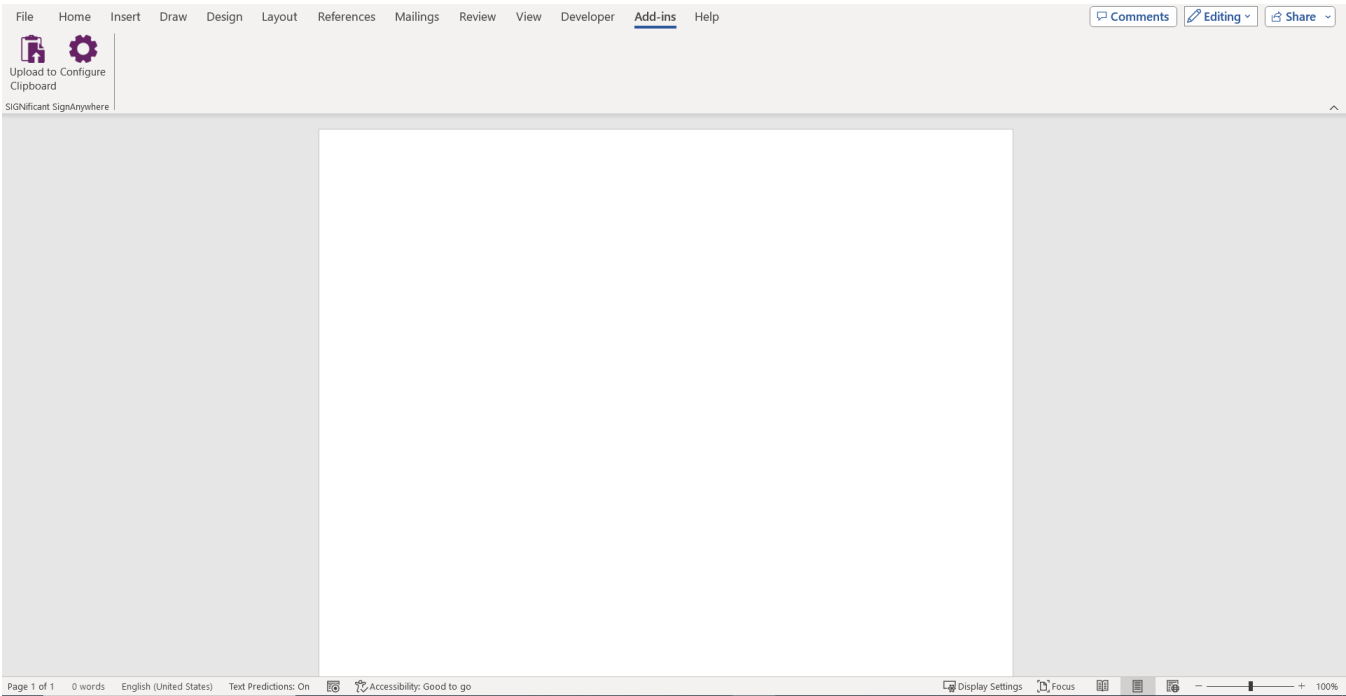 File Home Insert Draw Design Layout References Mailings Review View Developer Add-ins Help Comments Editing Share
Upload to Configure
Clipboard
SIGNificant SignAnywhere
Page 1 of 1 0 words English (United States) Text Predictions: On Accessibility: Good to go Display Settings Focus 100%